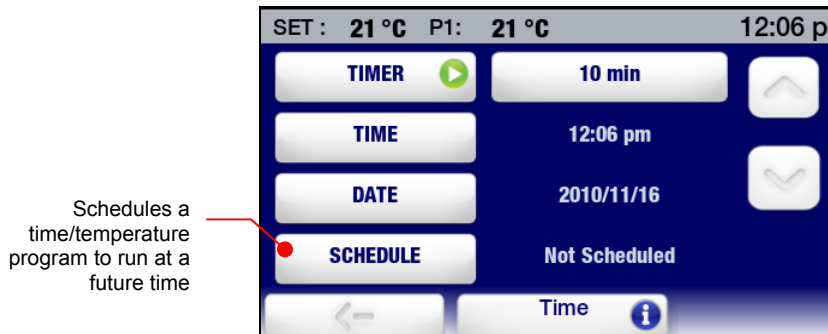 SET : 21 °C P1: 21 °C 12:06 p
TIMER 10 min
TIME 12:06 pm
DATE 2010/11/16
SCHEDULE Not Scheduled
Time i
Schedules a
time/temperature
program to run at a
future time